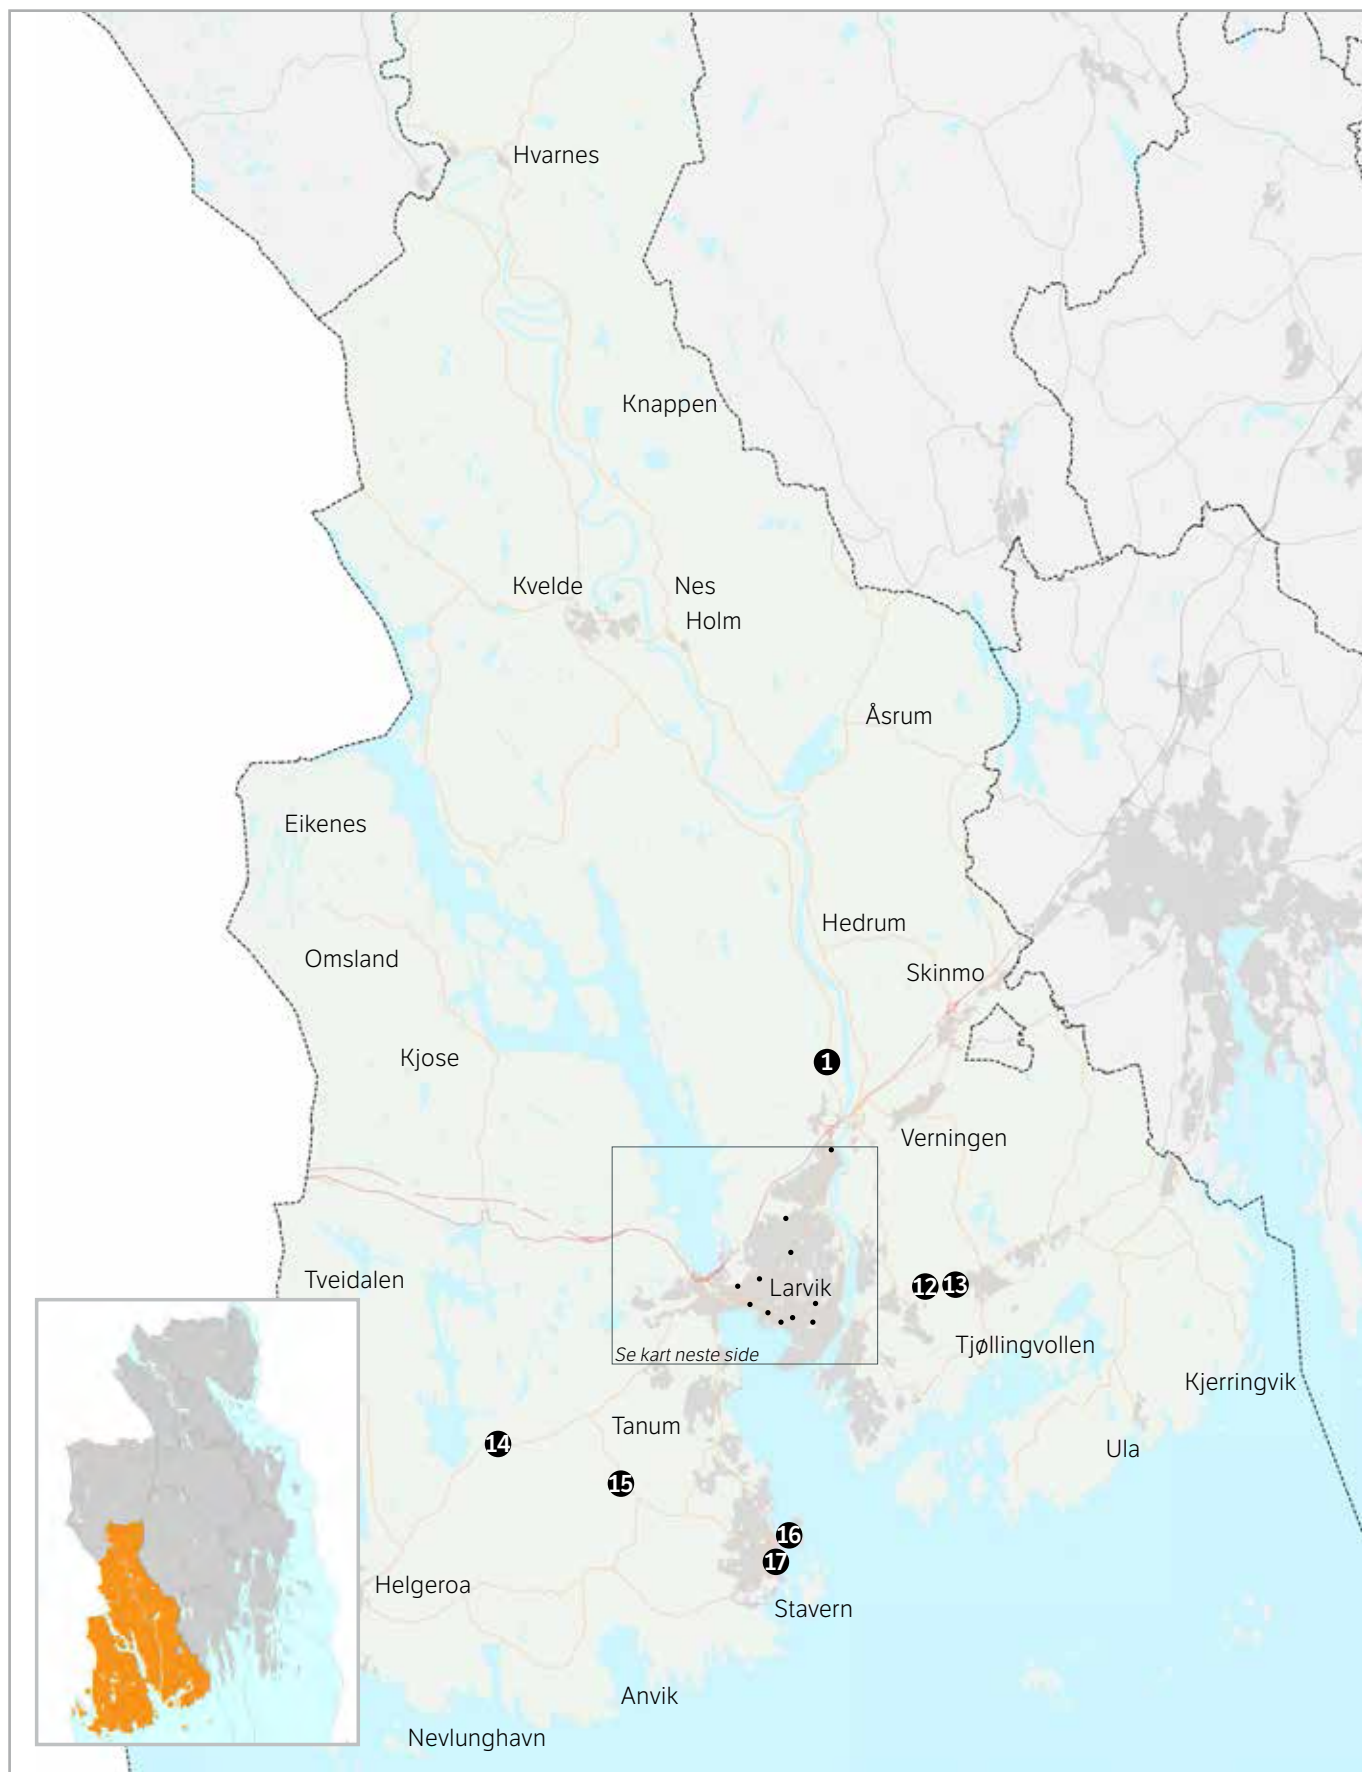 Hvarnes
Knappen
Kvelde
Nes
Holm
Åsrum
Eikenes
Hedrum
Omsland
Skinmo
Kjose
1
Verningen
Tveidalen
Larvik
12
13
Tjøllingvollen
Se kart neste side
Kjerringvik
Tanum
14
Ula
15
16
17
Helgeroa
Stavern
Anvik
Nevlunghavn